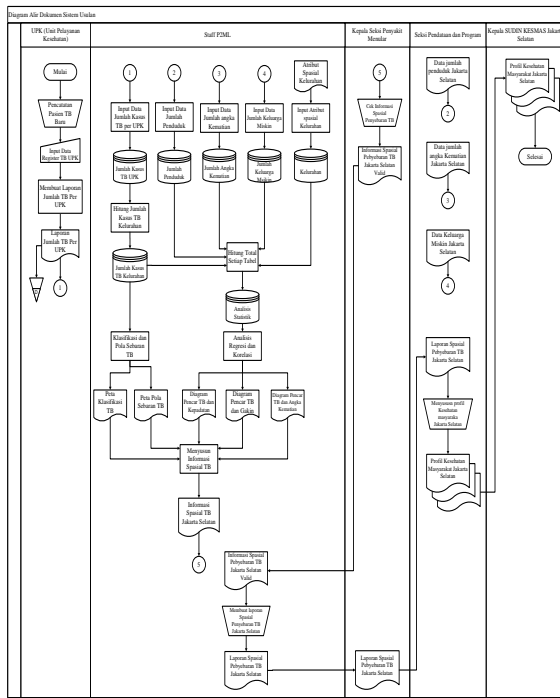 Diagram Alir Dokumen Sistem Usulan
UPK (Unit Pelayanan
Kesehatan)
Staff P2ML
Kepala Seksi Penyakit
Menular
Seksi Pendataan dan Program
Kepala SUDIN KESMAS Jakarta
Selatan
Mulai
Pencatatan
Pasien TB
Baru
Input Data
Register TB UPK
Membuat Laporan
Jumlah TB Per
UPK
Laporan
Jumlah TB Per
UPK
1
1
2
3
4
Atribut
Spasial
Kelurahan
Input Data
Jumlah Kasus
TB per UPK
Input Data
Jumlah
Penduduk
Input Data
Jumlah angka
Kematian
Input Data
Jumlah Keluarga
Miskin
Input Atribut
spasial
Kelurahan
Jumlah Kasus
TB UPK
Jumlah
Penduduk
Jumlah Angka
Kematian
Jumlah
Keluarga
Miskin
Kelurahan
Hitung Jumlah
Kasus TB
Kelurahan
Jumlah Kasus
TB Kelurahan
Hitung Total
Setiap Tabel
Analisis
Statistik
Klasifikasi dan
Pola Sebaran
TB
Analisis
Regresi dan
Korelasi
Peta
Klasifikasi
TB
Peta Pola
Sebaran TB
Diagram
Pencar TB dan
Kepadatan
Diagram
Pencar TB
dan Gakin
Diagram Pencar
TB dan Angka
Kematian
Menyusun
Informasi
Spasial TB
Informasi
Spasial TB
Jakarta Selatan
5
Informasi Spasial
Pebyebaran TB
Jakarta Selatan
Valid
Membuat laporan
Spasial
Penyebaran TB
Jakarta Selatan
Laporan Spasial
Pebyebaran TB
Jakarta Selatan
5
Cek Informasi
Spasial
Penyebaran TB
Informasi Spasial
Pebyebaran TB
Jakarta Selatan
Valid
Laporan Spasial
Pebyebaran TB
Jakarta Selatan
Data jumlah
penduduk Jakarta
Selatan
2
Data jumlah
angka Kematian
Jakarta Selatan
3
Data Keluarga
Miskin Jakarta
Selatan
4
Laporan Spasial
Pebyebaran TB
Jakarta Selatan
Menyusun profil
Kesehatan
masyaraka
Jakarta Selatan
Profil Kesehatan
Masyarakat Jakarta
Selatan
Profil Kesehatan
Masyarakat Jakarta
Selatan
Selesai